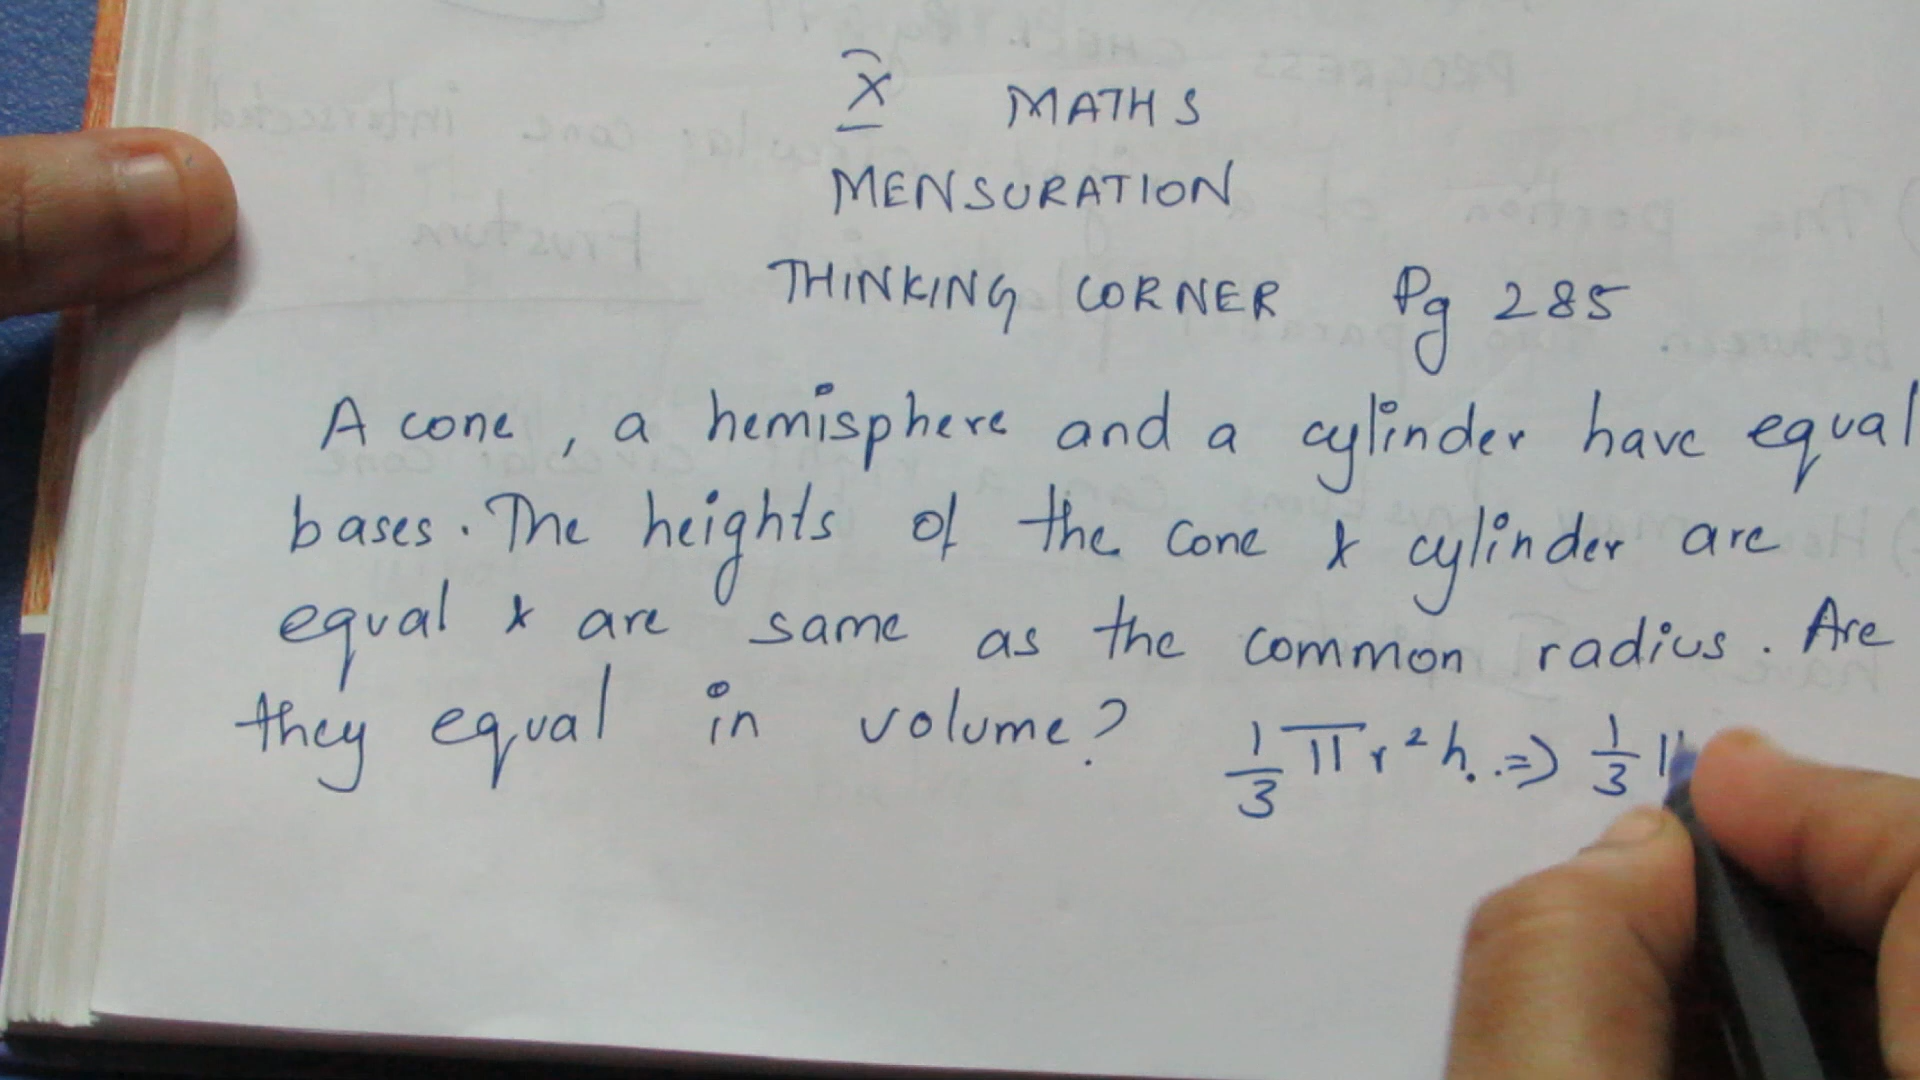 X MATHS
MENSURATION
THINKING CORNER Pg 285
A cone, a hemisphere and a cylinder have equal
bases. The heights of the cone & cylinder are
equal & are same as the common radius. Are
they equal in volume? 1/3 πr²h. .=> 1/3